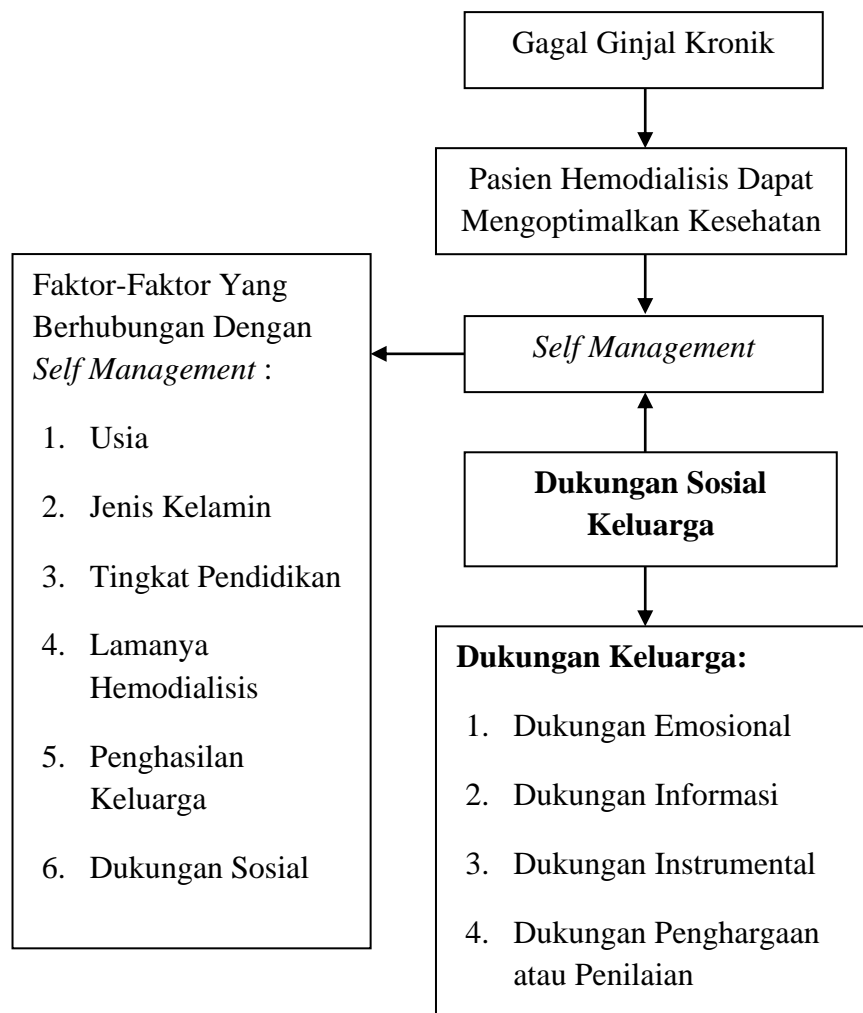 Gagal Ginjal Kronik
Pasien Hemodialisis Dapat
Mengoptimalkan Kesehatan
Self Management
Faktor-Faktor Yang
Berhubungan Dengan
Self Management :
1. Usia
2. Jenis Kelamin
3. Tingkat Pendidikan
4. Lamanya
Hemodialisis
5. Penghasilan
Keluarga
6. Dukungan Sosial
Dukungan Sosial
Keluarga
Dukungan Keluarga:
1. Dukungan Emosional
2. Dukungan Informasi
3. Dukungan Instrumental
4. Dukungan Penghargaan
atau Penilaian